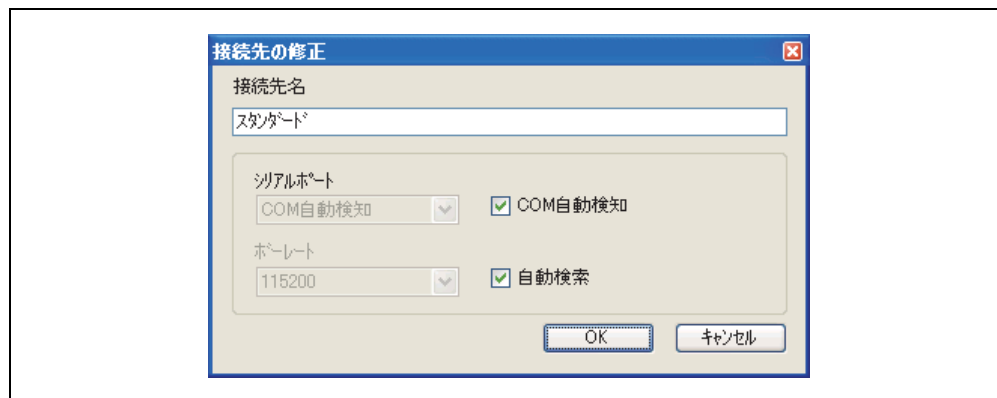 接続先の修正
接続先名
ｽﾀﾝﾀﾞｰﾄﾞ
ｼﾘｱﾙﾎﾟｰﾄ
COM自動検知
COM自動検知
ﾎﾞｰﾚｰﾄ
115200
自動検索
OK
ｷｬﾝｾﾙ